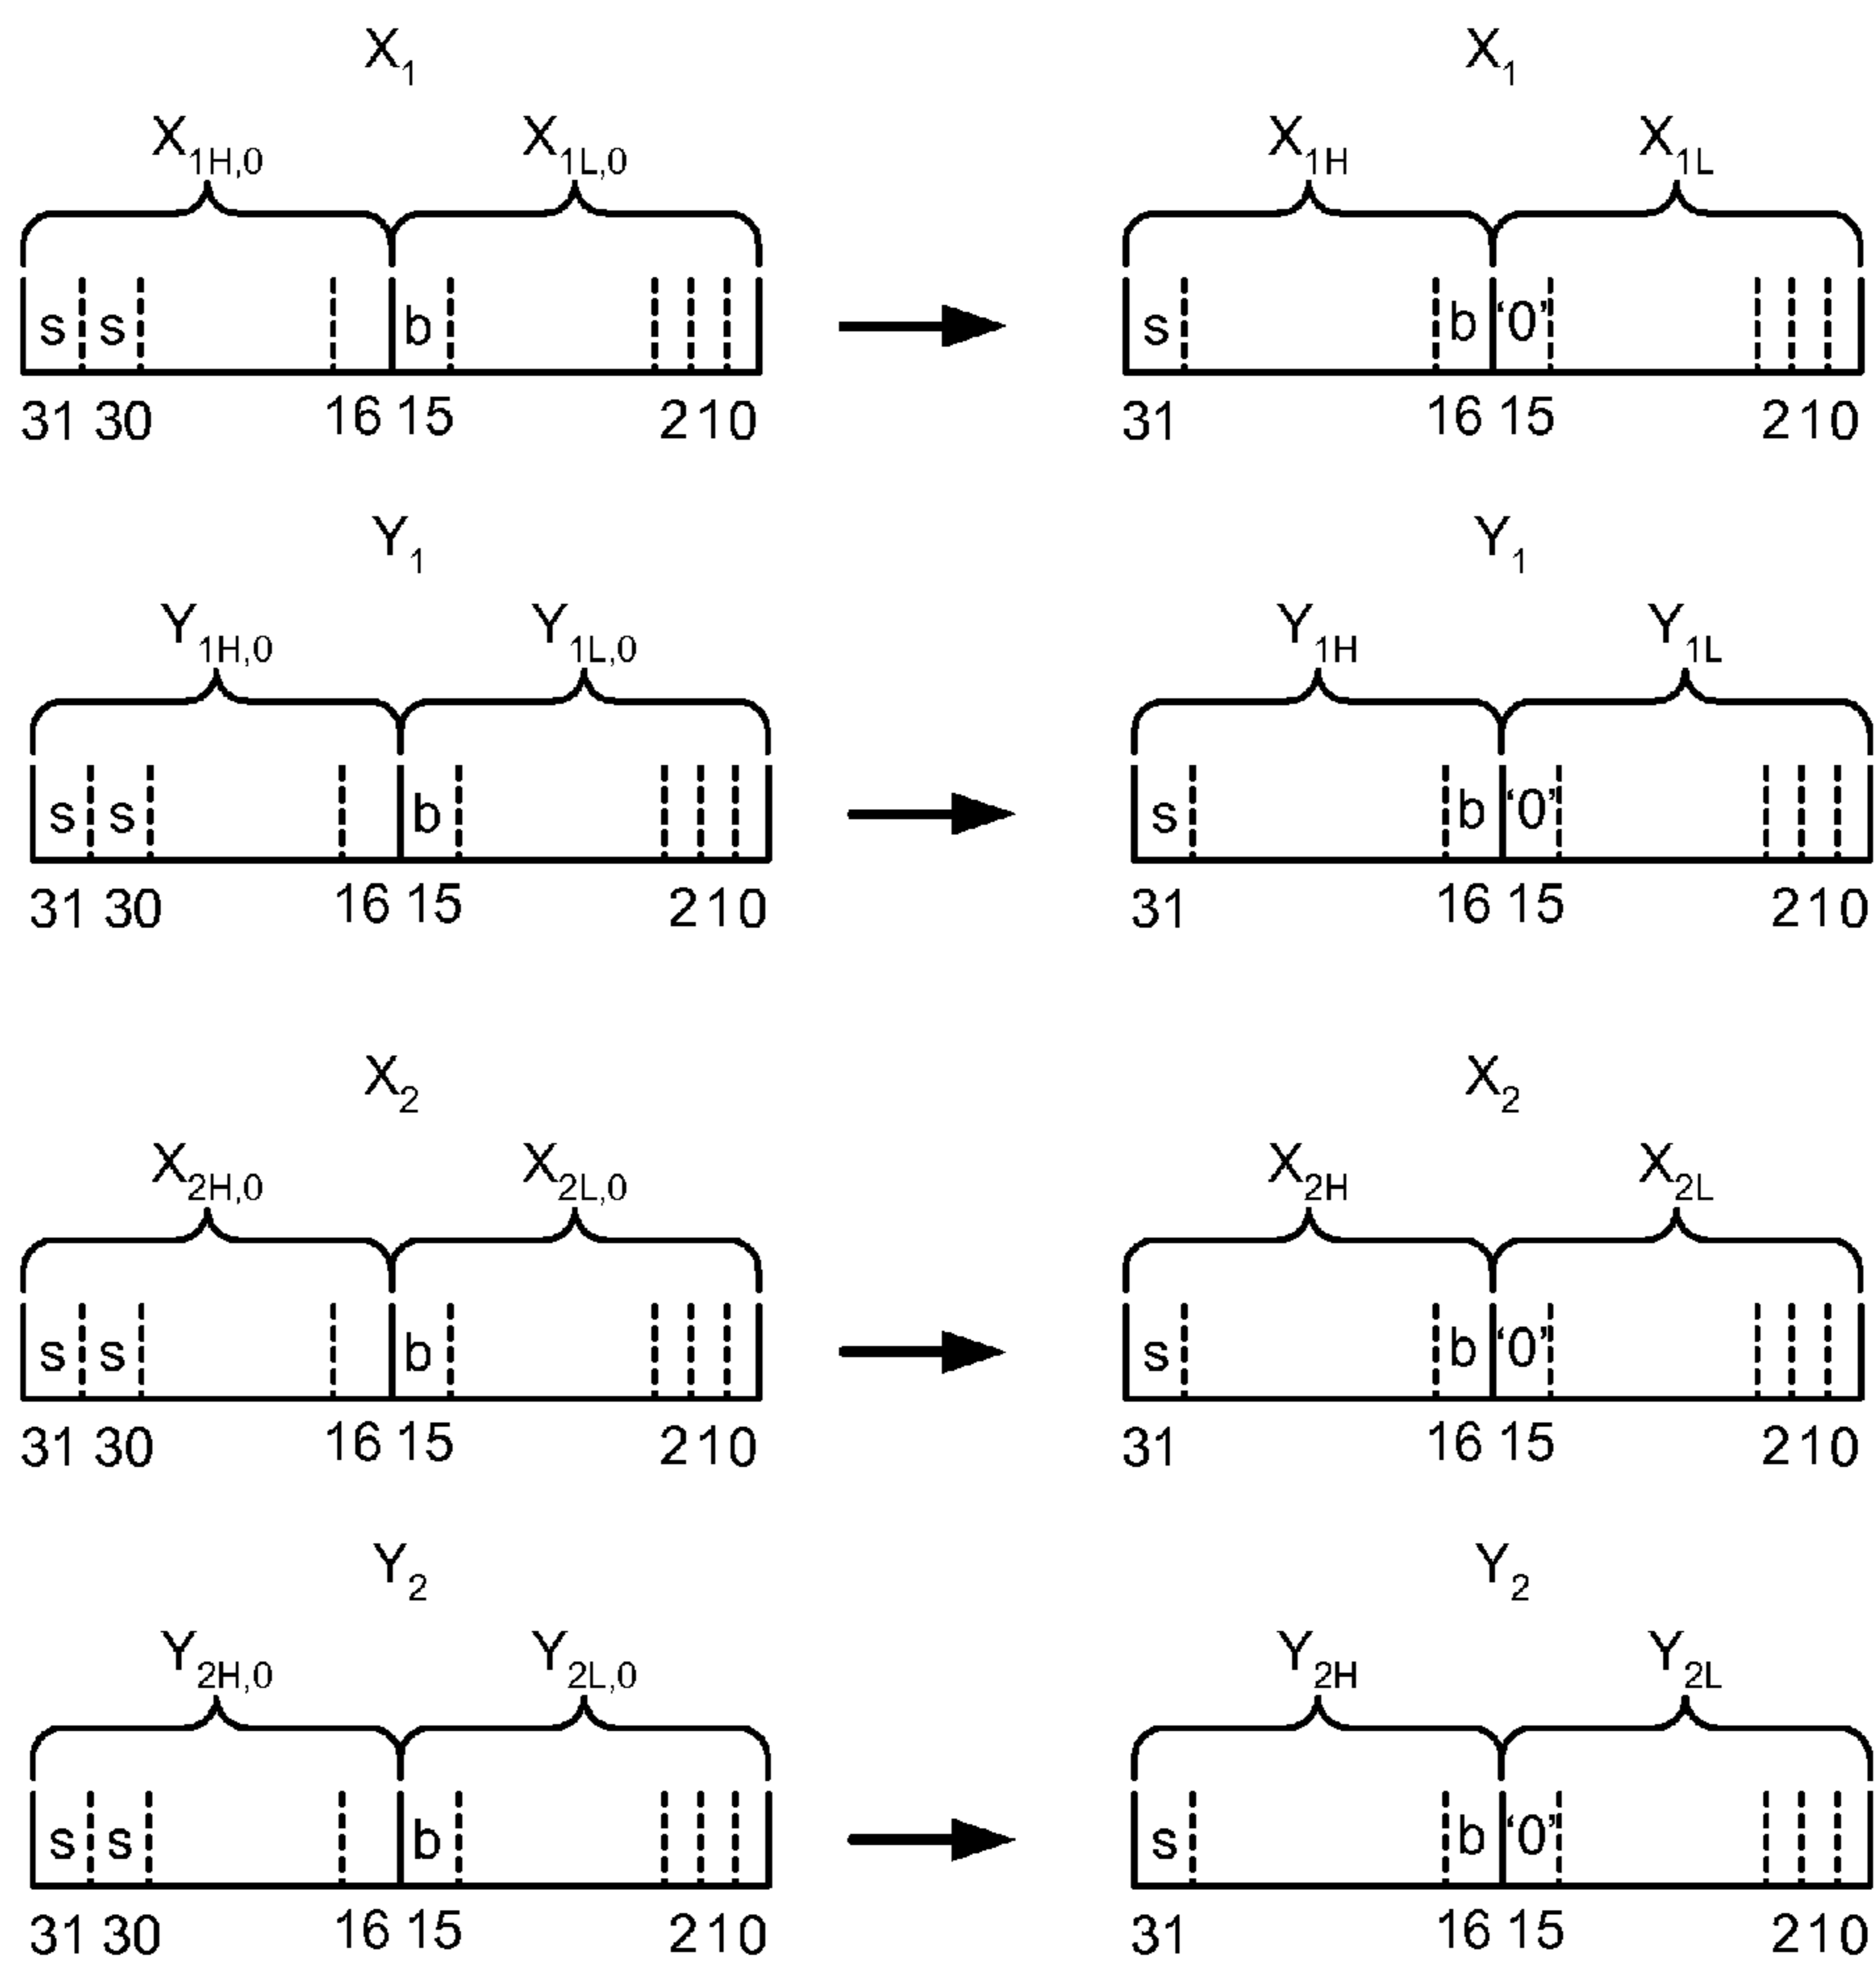 X1 X1
X1H,0 X1L,0 X1H X1L
s s b s b '0'
31 30 16 15 2 1 0 31 16 15 2 1 0
Y1 Y1
Y1H,0 Y1L,0 Y1H Y1L
s s b s b '0'
31 30 16 15 2 1 0 31 16 15 2 1 0
X2 X2
X2H,0 X2L,0 X2H X2L
s s b s b '0'
31 30 16 15 2 1 0 31 16 15 2 1 0
Y2 Y2
Y2H,0 Y2L,0 Y2H Y2L
s s b s b '0'
31 30 16 15 2 1 0 31 16 15 2 1 0